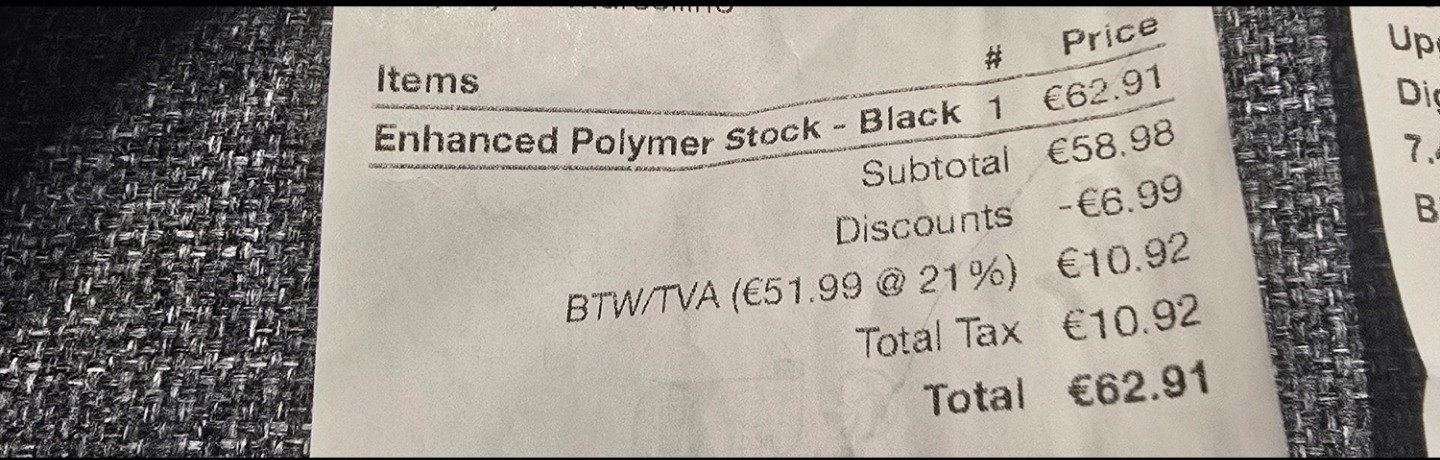 Items # Price
Enhanced Polymer Stock - Black 1 €62.91
Subtotal €58.98
Discounts -€6.99
BTW/TVA (€51.99 @ 21%) €10.92
Total Tax €10.92
Total €62.91